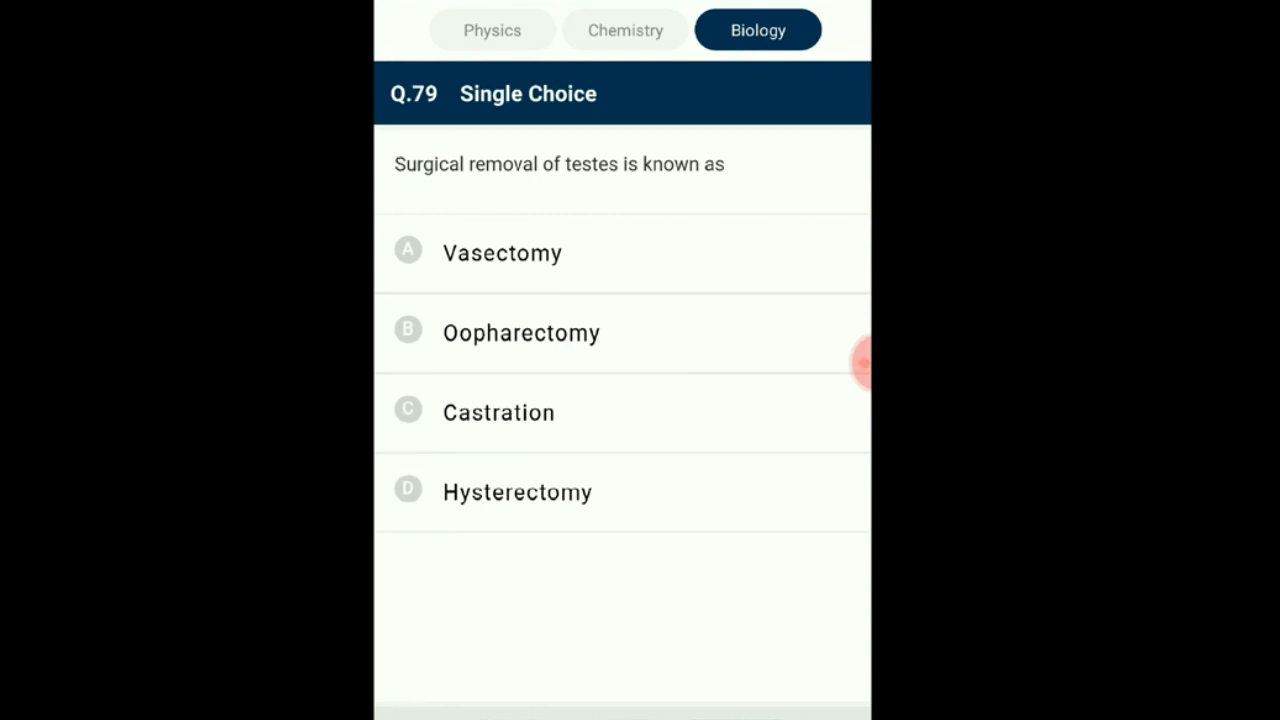 Physics Chemistry Biology
Q.79 Single Choice
Surgical removal of testes is known as
A Vasectomy
B Oopharectomy
C Castration
D Hysterectomy